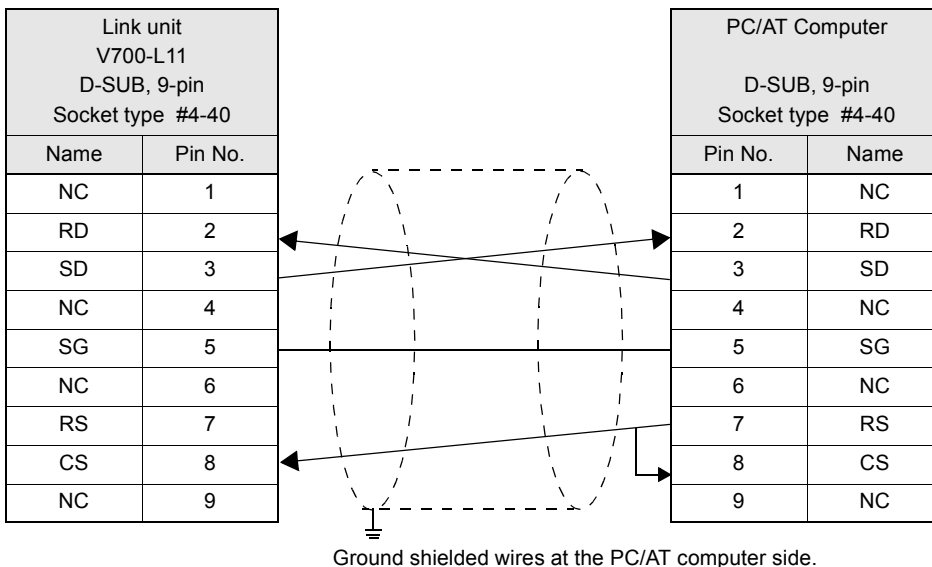 Link unit
V700-L11
D-SUB, 9-pin
Socket type #4-40
Name Pin No.
NC 1
RD 2
SD 3
NC 4
SG 5
NC 6
RS 7
CS 8
NC 9
PC/AT Computer
D-SUB, 9-pin
Socket type #4-40
Pin No. Name
1 NC
2 RD
3 SD
4 NC
5 SG
6 NC
7 RS
8 CS
9 NC
Ground shielded wires at the PC/AT computer side.